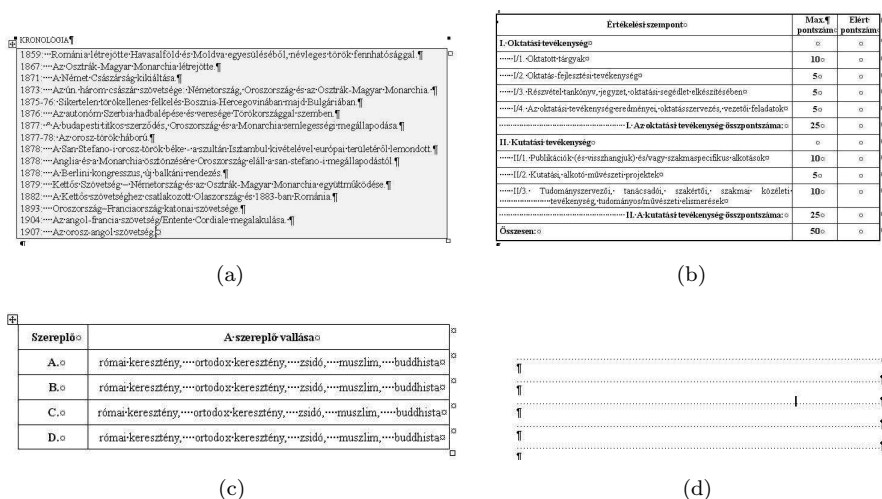 KRONOLÓGIA¶
1859:····Románia létrejötte Havasalföld és Moldva egyesüléséből, névleges török fennhatósággal.¶
1867:····Az Osztrák-Magyar Monarchia létrejötte.¶
1871:····A Német Császárság kikiáltása.¶
1873:····Az ún. három császár szövetsége: Németország, Oroszország és az Osztrák-Magyar Monarchia.·¶
1875-76: Sikertelen törökellenes felkelés Bosznia-Hercegovinában majd Bulgáriában.¶
1876:····Az autonóm Szerbia hadbalépése és veresége Törökországgal szemben.¶
1877:·A budapesti titkos szerződés, Oroszország és a Monarchia semlegességi megállapodása.¶
1877-78: Az orosz-török háború.¶
1878:····A San-Stefano-i orosz-török béke-·-a szultán Isztambul kivételével európai területéről lemondott.¶
1878:····Anglia és a Monarchia ösztönzésére Oroszország eláll a san-stefano-i megállapodástól.¶
1878:····A Berlini kongresszus, új balkáni rendezés.¶
1879:····Kettős Szövetség-·-Németország és az Osztrák-Magyar Monarchia együttműködése.¶
1882:····A Kettős szövetséghez csatlakozott Olaszország és 1883-ban Románia.¶
1893:····Oroszország–Franciaország katonai szövetsége.¶
1904:····Az angol-francia szövetség/Entente Cordiale megalakulása.·¶
1907:····Az orosz-angol szövetség.¤
¶
(a)
Értékelési szempont¤ Max.¶ pontszám¤ Elért pontszám¤
I.·Oktatási tevékenység¤ ¤ ¤
······I/1. Oktatott tárgyak¤ 10¤ ¤
······I/2. Oktatás-fejlesztési tevékenység¤ 5¤ ¤
······I/3. Részvétel tankönyv, jegyzet, oktatási segédlet elkészítésében¤ 5¤ ¤
······I/4. Az oktatási tevékenység eredményei, oktatásszervezés, vezetői feladatok¤ 5¤ ¤
I. Az oktatási tevékenység összpontszáma:¤ 25¤ ¤
II. Kutatási tevékenység¤ ¤ ¤
······II/1. Publikációk (és visszhangjuk) és/vagy szakmaspecifikus alkotások¤ 10¤ ¤
······II/2. Kutatási, alkotó-művészeti projektek¤ 5¤ ¤
······II/3. Tudományszervezői, tanácsadói, szakértői, szakmai közéleti 10¤ ¤
tevékenység, tudományos/művészeti elismerések¤
II. A kutatási tevékenység összpontszáma:¤ 25¤ ¤
Összesen:¤ 50¤ ¤
(b)
Szereplő¤ A szereplő vallása¤
A.¤ római keresztény,····ortodox keresztény,····zsidó,····muszlim,····buddhista¤
B.¤ római keresztény,····ortodox keresztény,····zsidó,····muszlim,····buddhista¤
C.¤ római keresztény,····ortodox keresztény,····zsidó,····muszlim,·····buddhista¤
D.¤ római keresztény,····ortodox keresztény,····zsidó,····muszlim,····buddhista¤
(c)
¶
¶
¶
¶
¶
(d)